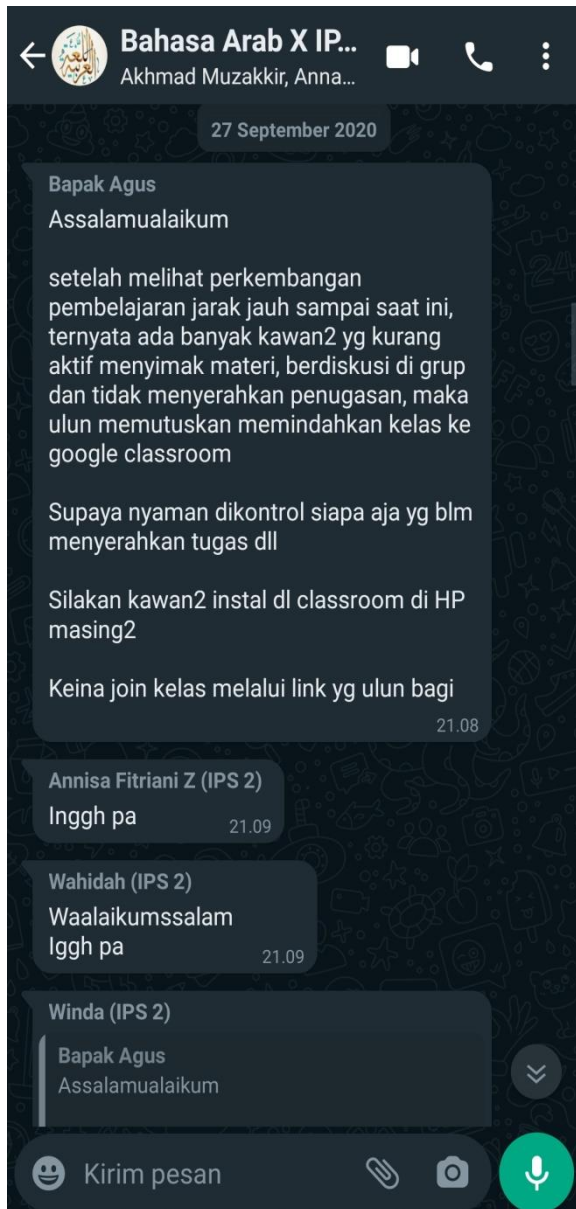 Bahasa Arab X IP...
Akhmad Muzakkir, Anna...
27 September 2020
Bapak Agus
Assalamualaikum
setelah melihat perkembangan
pembelajaran jarak jauh sampai saat ini,
ternyata ada banyak kawan2 yg kurang
aktif menyimak materi, berdiskusi di grup
dan tidak menyerahkan penugasan, maka
ulun memutuskan memindahkan kelas ke
google classroom
Supaya nyaman dikontrol siapa aja yg blm
menyerahkan tugas dll
Silakan kawan2 instal dl classroom di HP
masing2
Keina join kelas melalui link yg ulun bagi
21.08
Annisa Fitriani Z (IPS 2)
Inggh pa
21.09
Wahidah (IPS 2)
Waalaikumssalam
Iggh pa
21.09
Winda (IPS 2)
Bapak Agus
Assalamualaikum
Kirim pesan